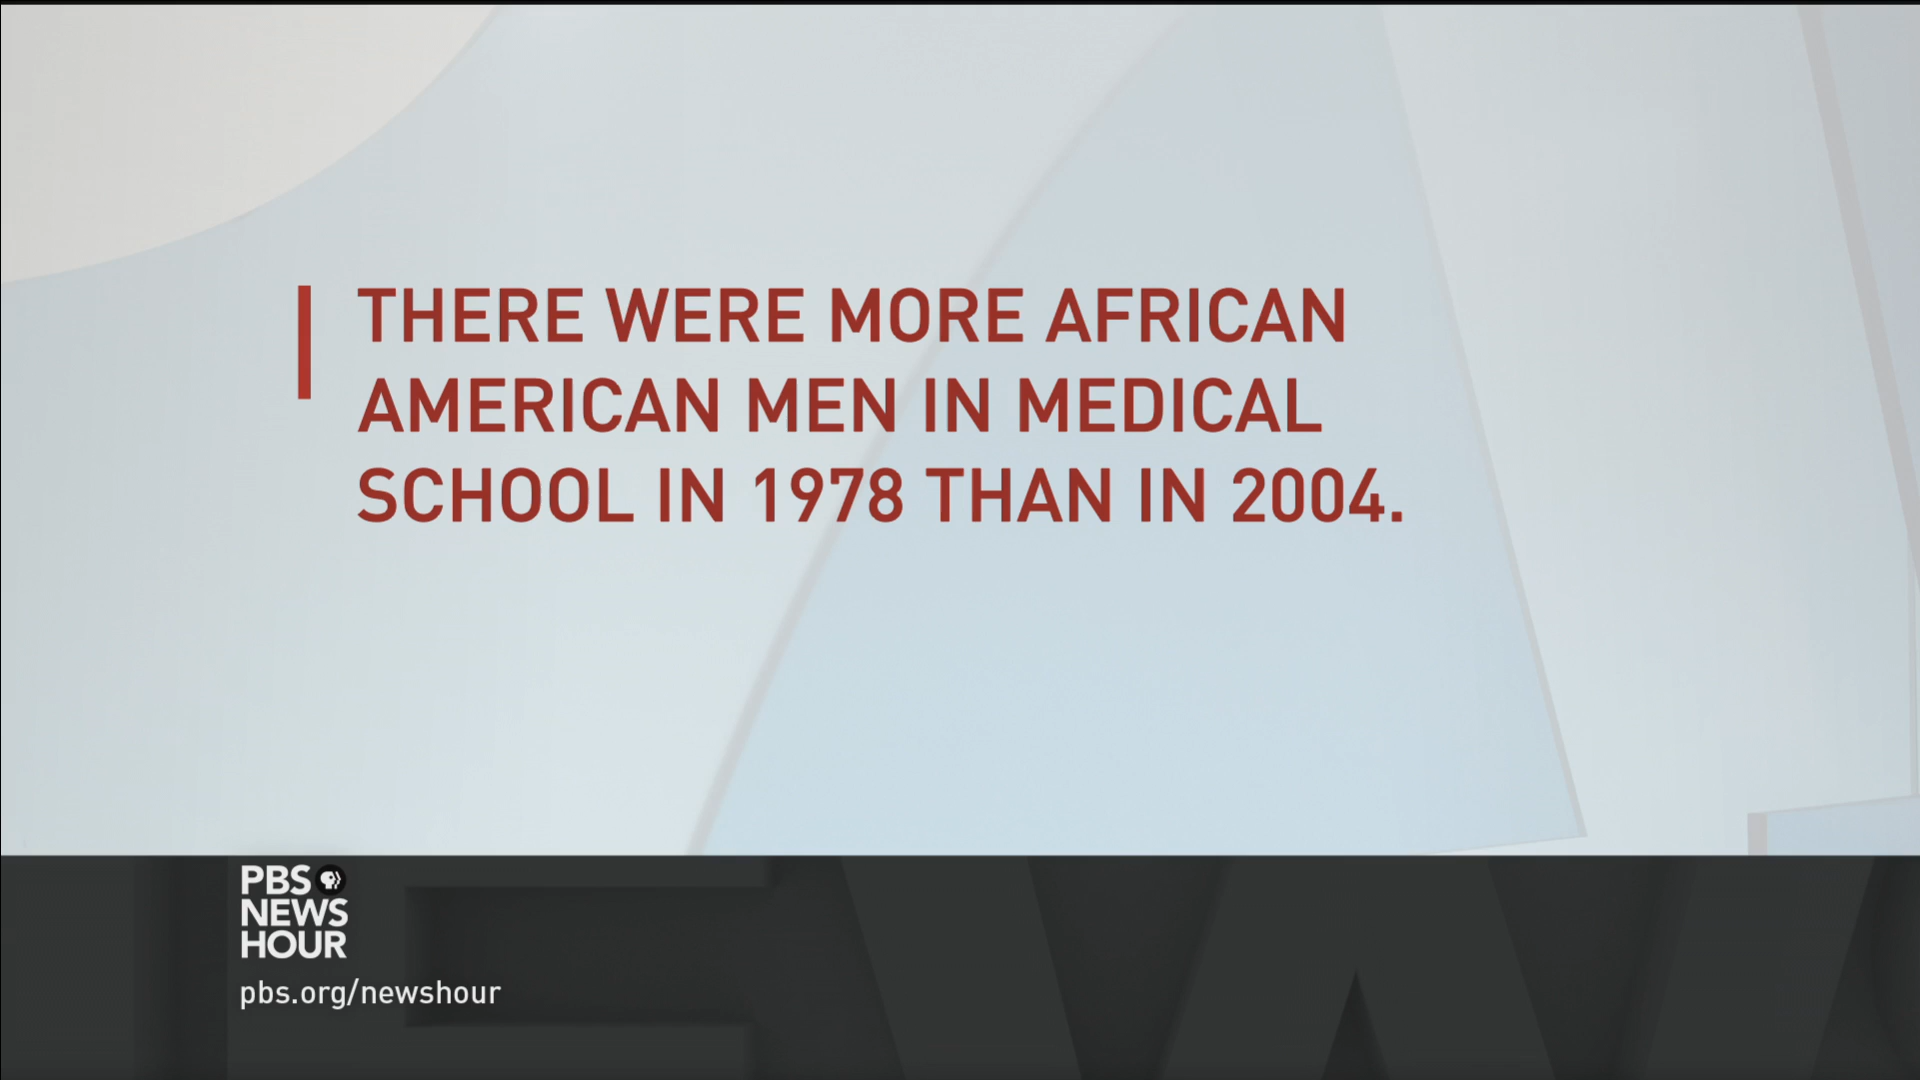 THERE WERE MORE AFRICAN
AMERICAN MEN IN MEDICAL
SCHOOL IN 1978 THAN IN 2004.
PBS
NEWS
HOUR
pbs.org/newshour